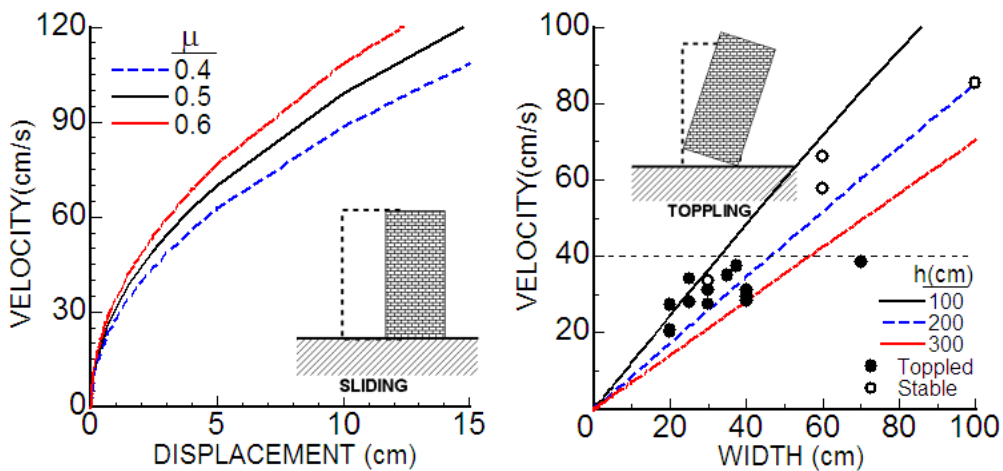 120
90
60
30
0
VELOCITY(cm/s)
μ
0.4
0.5
0.6
SLIDING
0 5 10 15
DISPLACEMENT (cm)
100
80
60
40
20
0
VELOCITY(cm/s)
TOPPLING
h(cm)
100
200
300
Toppled
Stable
0 20 40 60 80 100
WIDTH (cm)